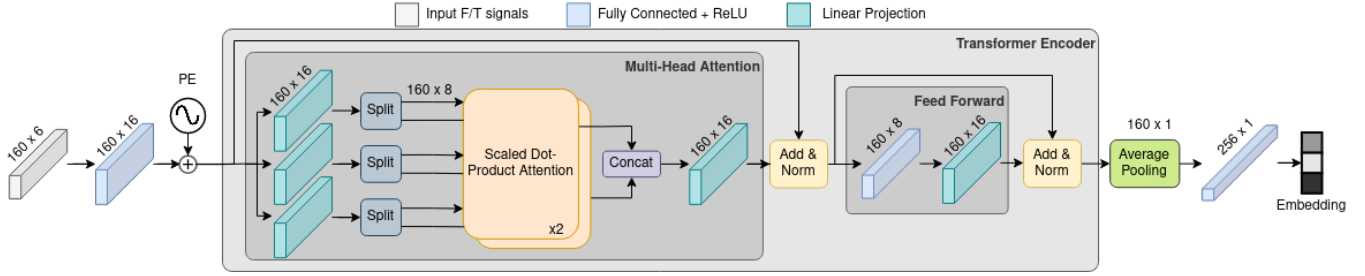 Input F/T signals
Fully Connected + ReLU
Linear Projection
Transformer Encoder
Multi-Head Attention
160 x 6
160 x 16
PE
160 x 16
Split
Split
Split
160 x 8
Scaled Dot-
Product Attention
x2
Concat
160 x 16
Add &
Norm
Feed Forward
160 x 8
160 x 16
Add &
Norm
160 x 1
Average
Pooling
256 x 1
Embedding